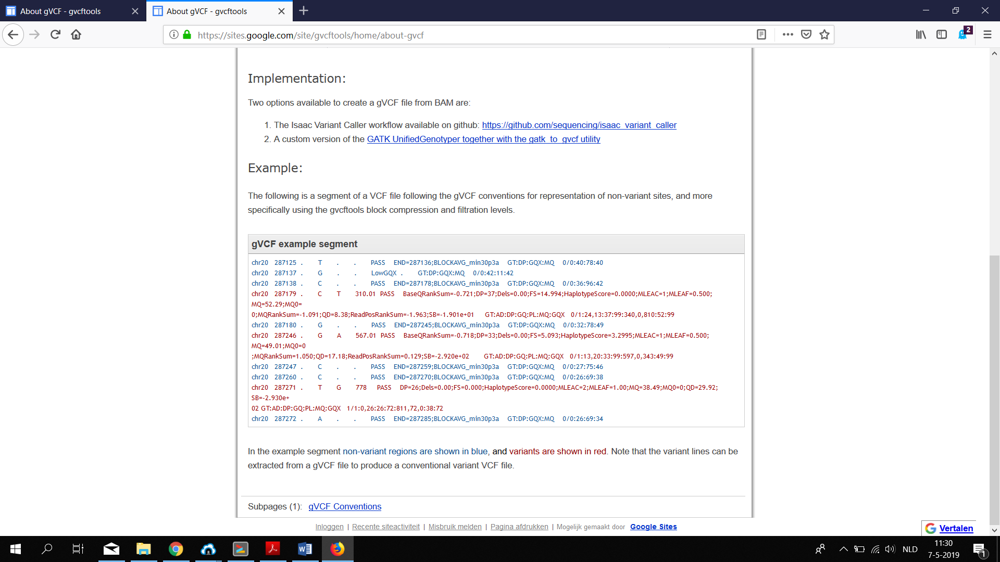 About gVCF - gvcftools
About gVCF - gvcftools
https://sites.google.com/site/gvcftools/home/about-gvcf
2
Implementation:
Two options available to create a gVCF file from BAM are:
1. The Isaac Variant Caller workflow available on github: https://github.com/sequencing/isaac_variant_caller
2. A custom version of the GATK UnifiedGenotyper together with the gatk_to_gvcf utility
Example:
The following is a segment of a VCF file following the gVCF conventions for representation of non-variant sites, and more
specifically using the gvcftools block compression and filtration levels.
gVCF example segment
chr20 287125 . T . . PASS END=287136;BLOCKAVG_min30p3a GT:DP:GQX:MQ 0/0:40:78:40
chr20 287137 . G . . LowGQX . GT:DP:GQX:MQ 0/0:42:11:42
chr20 287138 . C . . PASS END=287178;BLOCKAVG_min30p3a GT:DP:GQX:MQ 0/0:36:96:42
chr20 287179 . C T 310.01 PASS BaseQRankSum=-0.721;DP=37;Dels=0.00;FS=14.994;HaplotypeScore=0.0000;MLEAC=1;MLEAF=0.500;
MQ=52.29;MQ0=
0;MQRankSum=-1.091;QD=8.38;ReadPosRankSum=-1.963;SB=-1.901e+01 GT:AD:DP:GQ:PL:MQ:GQX 0/1:24,13:37:99:340,0,810:52:99
chr20 287180 . G . . PASS END=287245;BLOCKAVG_min30p3a GT:DP:GQX:MQ 0/0:32:78:49
chr20 287246 . G A 567.01 PASS BaseQRankSum=-0.718;DP=33;Dels=0.00;FS=5.093;HaplotypeScore=3.2995;MLEAC=1;MLEAF=0.500;
MQ=49.01;MQ0=0
;MQRankSum=1.050;QD=17.18;ReadPosRankSum=0.129;SB=-2.920e+02 GT:AD:DP:GQ:PL:MQ:GQX 0/1:13,20:33:99:597,0,343:49:99
chr20 287247 . C . . PASS END=287259;BLOCKAVG_min30p3a GT:DP:GQX:MQ 0/0:27:75:46
chr20 287260 . C . . PASS END=287270;BLOCKAVG_min30p3a GT:DP:GQX:MQ 0/0:26:69:38
chr20 287271 . T G 778 PASS DP=26;Dels=0.00;FS=0.000;HaplotypeScore=0.0000;MLEAC=2;MLEAF=1.00;MQ=38.49;MQ0=0;QD=29.92;
SB=-2.930e+
02 GT:AD:DP:GQ:PL:MQ:GQX 1/1:0,26:26:72:811,72,0:38:72
chr20 287272 . A . . PASS END=287285;BLOCKAVG_min30p3a GT:DP:GQX:MQ 0/0:26:69:34
In the example segment non-variant regions are shown in blue, and variants are shown in red. Note that the variant lines can be
extracted from a gVCF file to produce a conventional variant VCF file.
Subpages (1): gVCF Conventions
Inloggen | Recente siteactiviteit | Misbruik melden | Pagina afdrukken | Mogelijk gemaakt door Google Sites
Vertalen
NLD
11:30
7-5-2019
1